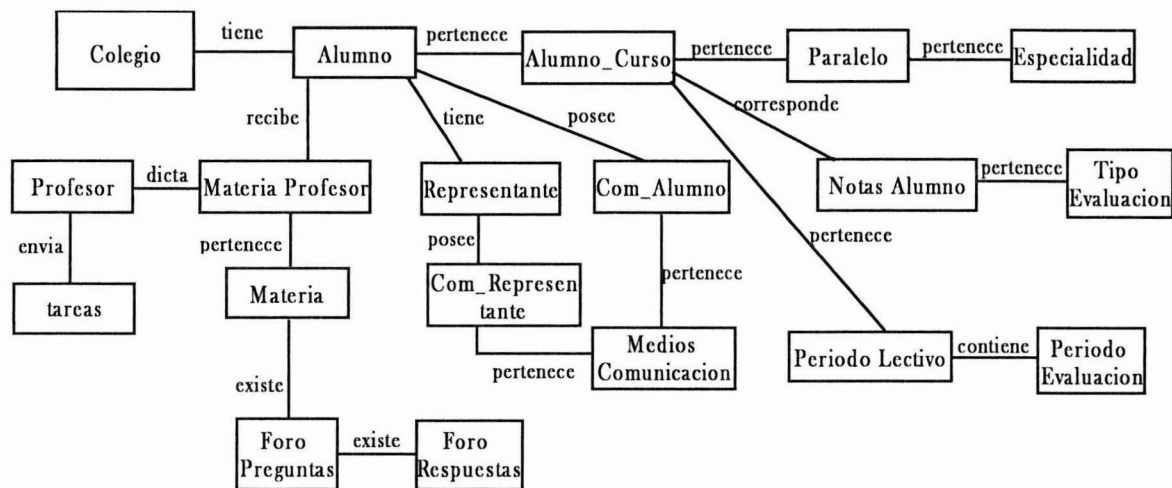 tiene
Colegio
Alumno
pertenece
Alumno_Curso
pertenece
Paralelo
pertenece
Especialidad
recibe
tiene
posee
corresponde
Profesor
dicta
Materia Profesor
Representante
Com_Alumno
Notas Alumno
pertenece
Tipo
Evaluacion
envia
pertenece
posee
pertenece
pertenece
tareas
Materia
Com_Represen
tante
Medios
Comunicacion
pertenece
Periodo Lectivo
contiene
Periodo
Evaluacion
existe
Foro
Preguntas
existe
Foro
Respuestas